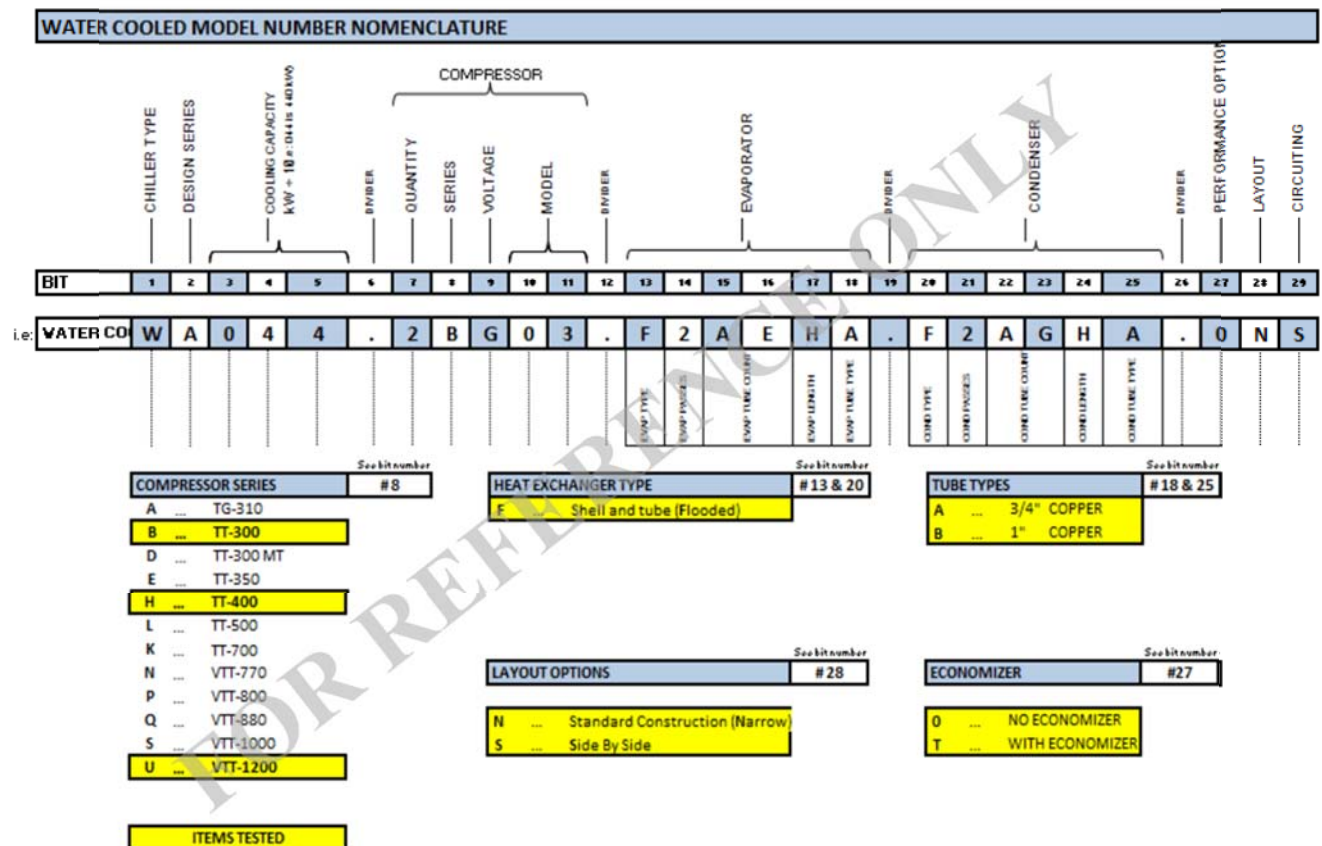 WATER COOLED MODEL NUMBER NOMENCLATURE
COMPRESSOR
CHILLER TYPE
DESIGN SERIES
COOLING CAPACITY
DIVIDER
QUANTITY
SERIES
VOLTAGE
MODEL
DIVIDER
EVAPORATOR
DIVIDER
CONDENSER
DIVIDER
PERFORMANCE OPTION
LAYOUT
CIRCUITING
BIT 1 2 3 4 5 6 7 8 9 10 11 12 13 14 15 16 17 18 19 20 21 22 23 24 25 26 27 28 29
i.e: WATER CO W A 0 4 4 . 2 B G 0 3 . F 2 A E H A . F 2 A G H A . 0 N S
EVAP TYPE
EVAP PASSES
EVAP TUBE COUNT
EVAP LENGTH
EVAP TUBE TYPE
COND TYPE
COND PASSES
COND TUBE COUNT
COND LENGTH
COND TUBE TYPE
See bit number
COMPRESSOR SERIES #8
A ... TG-310
B ... TT-300
D ... TT-300 MT
E ... TT-350
H ... TT-400
L ... TT-500
K ... TT-700
N ... VTT-770
P ... VTT-800
Q ... VTT-880
S ... VTT-1000
U ... VTT-1200
ITEMS TESTED
See bit number
HEAT EXCHANGER TYPE #13 & 20
F ... Shell and tube (Flooded)
See bit number
TUBE TYPES #18 & 25
A ... 3/4" COPPER
B ... 1" COPPER
See bit number
LAYOUT OPTIONS #28
N ... Standard Construction (Narrow)
S ... Side By Side
See bit number
ECONOMIZER #27
0 ... NO ECONOMIZER
T ... WITH ECONOMIZER
FOR REFERENCE ONLY